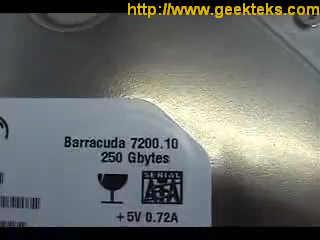 http://www.geekteks.com
Barracuda 7200.10
250 Gbytes
SERIAL
ATA
+5V 0.72A